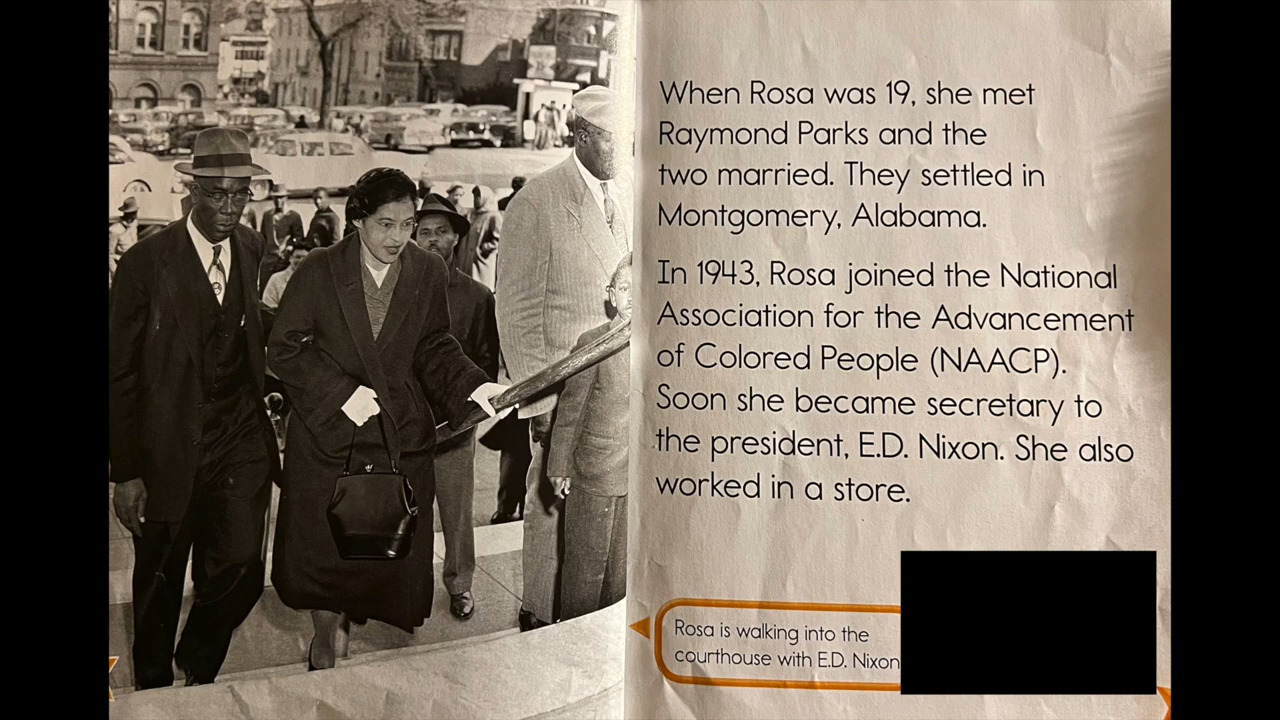 When Rosa was 19, she met
Raymond Parks and the
two married. They settled in
Montgomery, Alabama.
In 1943, Rosa joined the National
Association for the Advancement
of Colored People (NAACP).
Soon she became secretary to
the president, E.D. Nixon. She also
worked in a store.
Rosa is walking into the
courthouse with E.D. Nixon